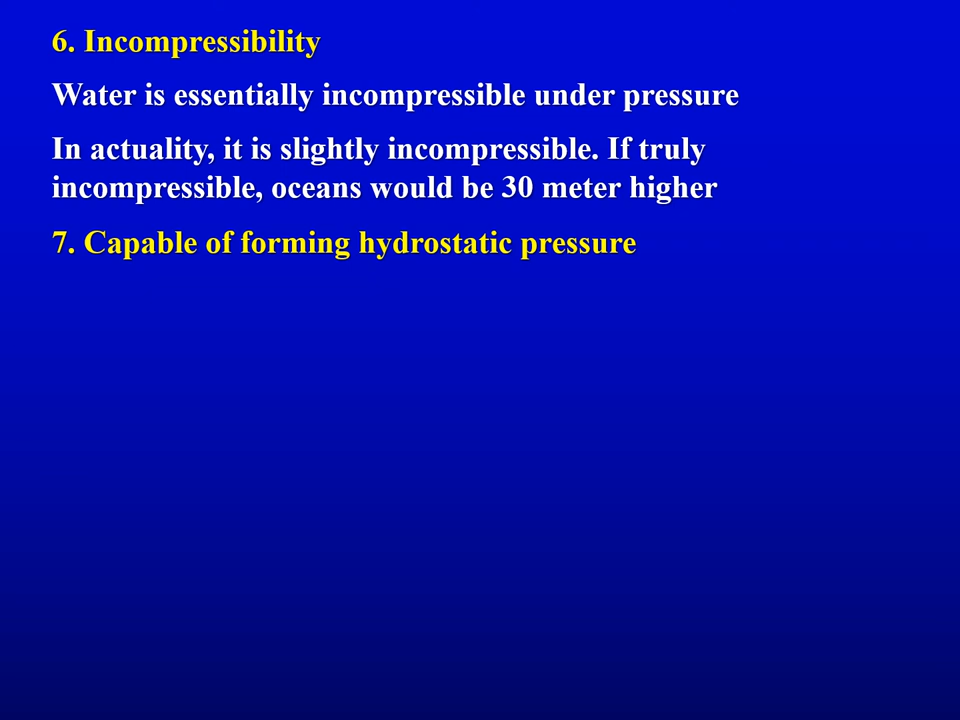 6. Incompressibility
Water is essentially incompressible under pressure
In actuality, it is slightly incompressible. If truly
incompressible, oceans would be 30 meter higher
7. Capable of forming hydrostatic pressure